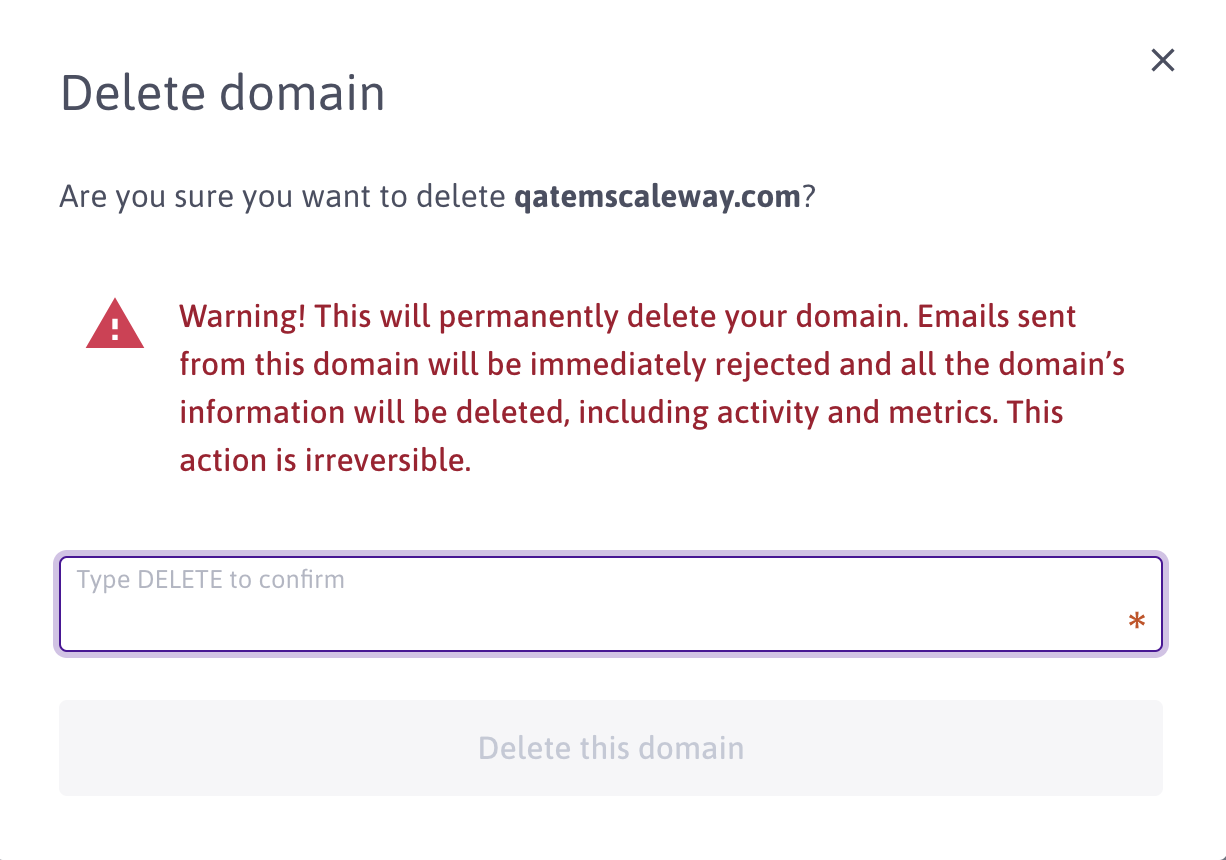 Delete domain
Are you sure you want to delete qatemscaleway.com?
Warning! This will permanently delete your domain. Emails sent
from this domain will be immediately rejected and all the domain’s
information will be deleted, including activity and metrics. This
action is irreversible.
Type DELETE to confirm
*
Delete this domain